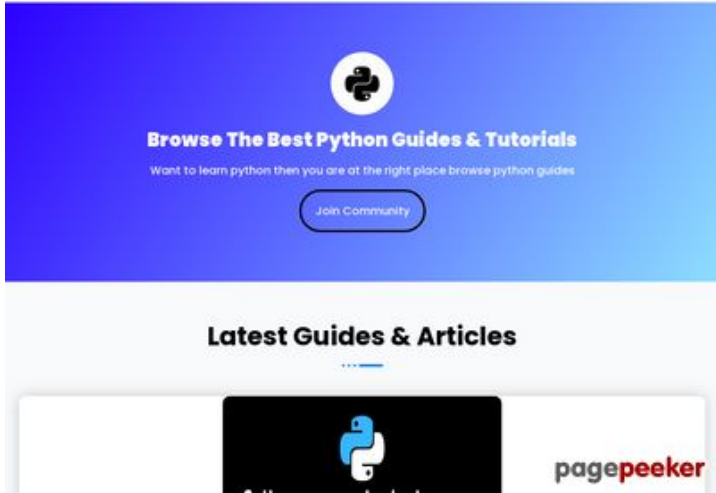 Browse The Best Python Guides & Tutorials
Want to learn python then you are at the right place browse python guides
Join Community
Latest Guides & Articles
pagepeeker